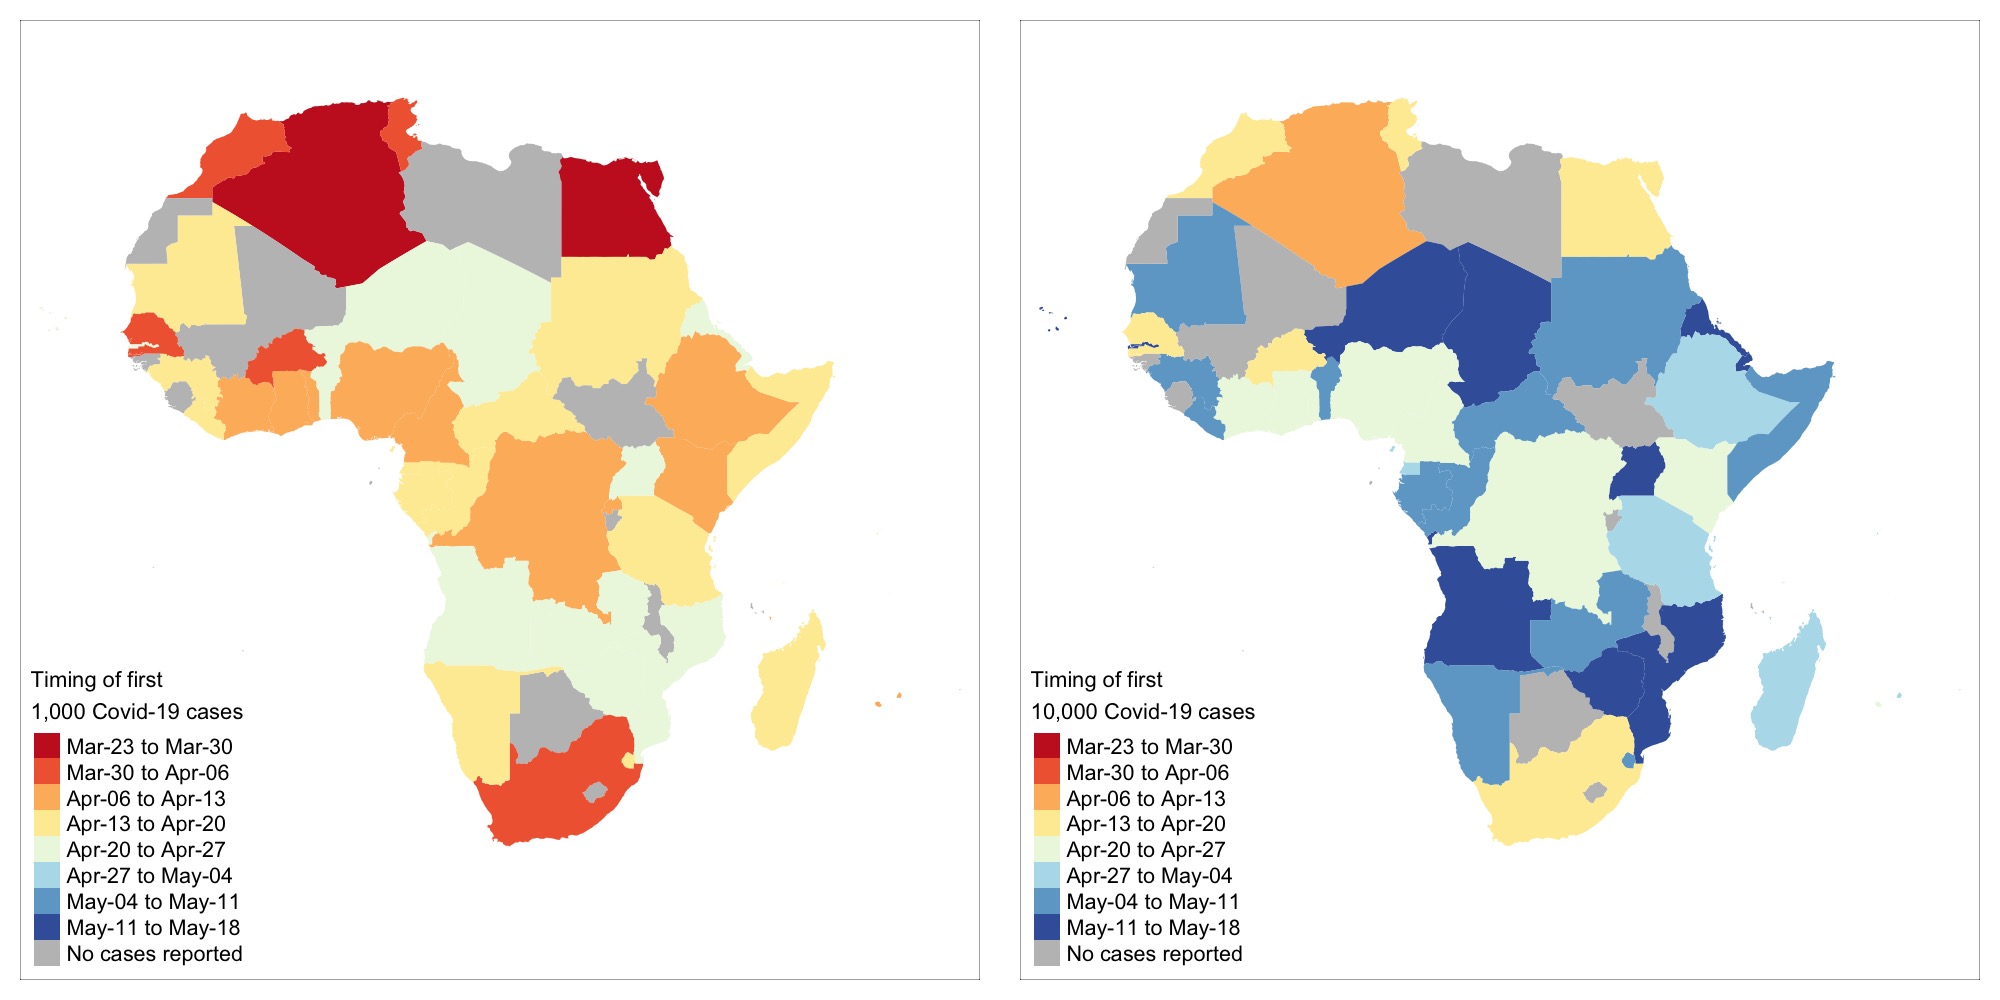 Timing of first
1,000 Covid-19 cases
Mar-23 to Mar-30
Mar-30 to Apr-06
Apr-06 to Apr-13
Apr-13 to Apr-20
Apr-20 to Apr-27
Apr-27 to May-04
May-04 to May-11
May-11 to May-18
No cases reported
Timing of first
10,000 Covid-19 cases
Mar-23 to Mar-30
Mar-30 to Apr-06
Apr-06 to Apr-13
Apr-13 to Apr-20
Apr-20 to Apr-27
Apr-27 to May-04
May-04 to May-11
May-11 to May-18
No cases reported